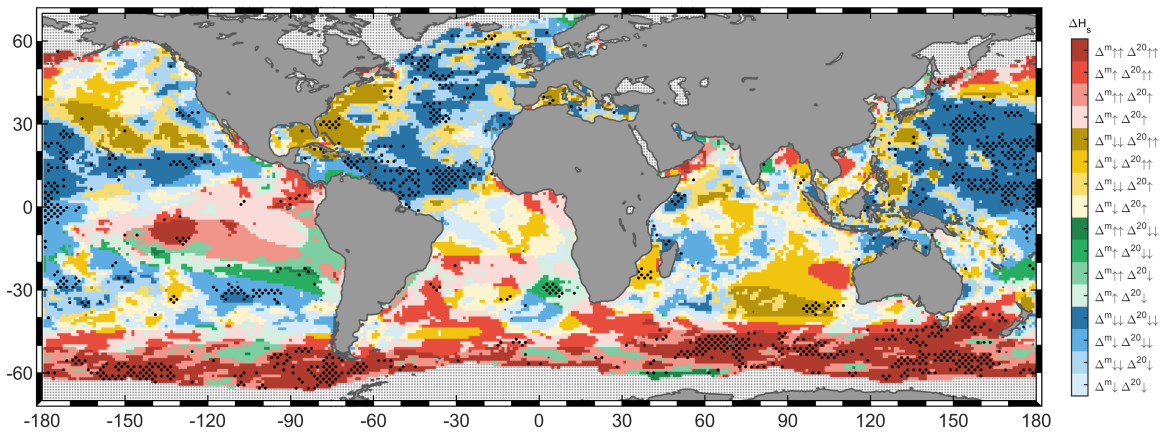 ΔHₛ
60
30
0
-30
-60
-180 -150 -120 -90 -60 -30 0 30 60 90 120 150 180
Δᵐ↑↑ Δ²⁰↑↑
Δᵐ↑ Δ²⁰↑↑
Δᵐ↑↑ Δ²⁰↑
Δᵐ↑ Δ²⁰↑
Δᵐ↓↓ Δ²⁰↑↑
Δᵐ↓ Δ²⁰↑↑
Δᵐ↓↓ Δ²⁰↑
Δᵐ↓ Δ²⁰↑
Δᵐ↑↑ Δ²⁰↓↓
Δᵐ↑ Δ²⁰↓↓
Δᵐ↑↑ Δ²⁰↓
Δᵐ↑ Δ²⁰↓
Δᵐ↓↓ Δ²⁰↓↓
Δᵐ↓ Δ²⁰↓↓
Δᵐ↓↓ Δ²⁰↓
Δᵐ↓ Δ²⁰↓